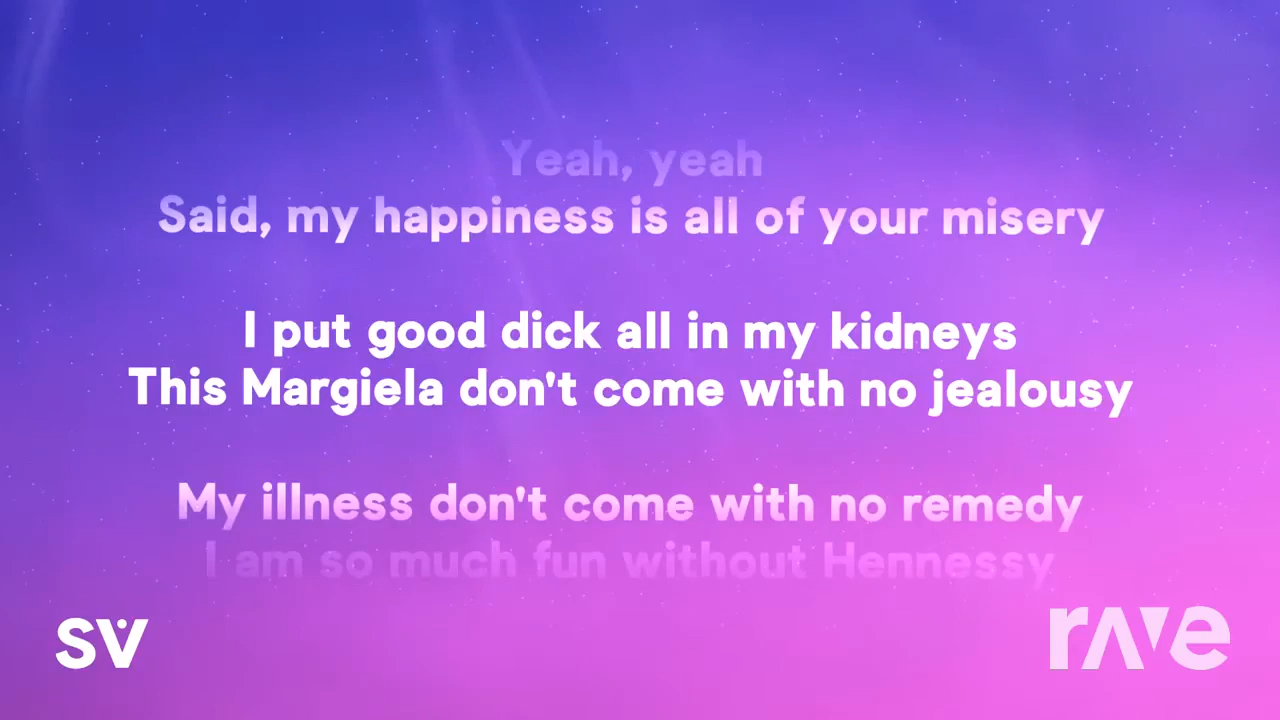 Yeah, yeah
Said, my happiness is all of your misery
I put good dick all in my kidneys
This Margiela don't come with no jealousy
My illness don't come with no remedy
I am so much fun without Hennessy
SV
rave